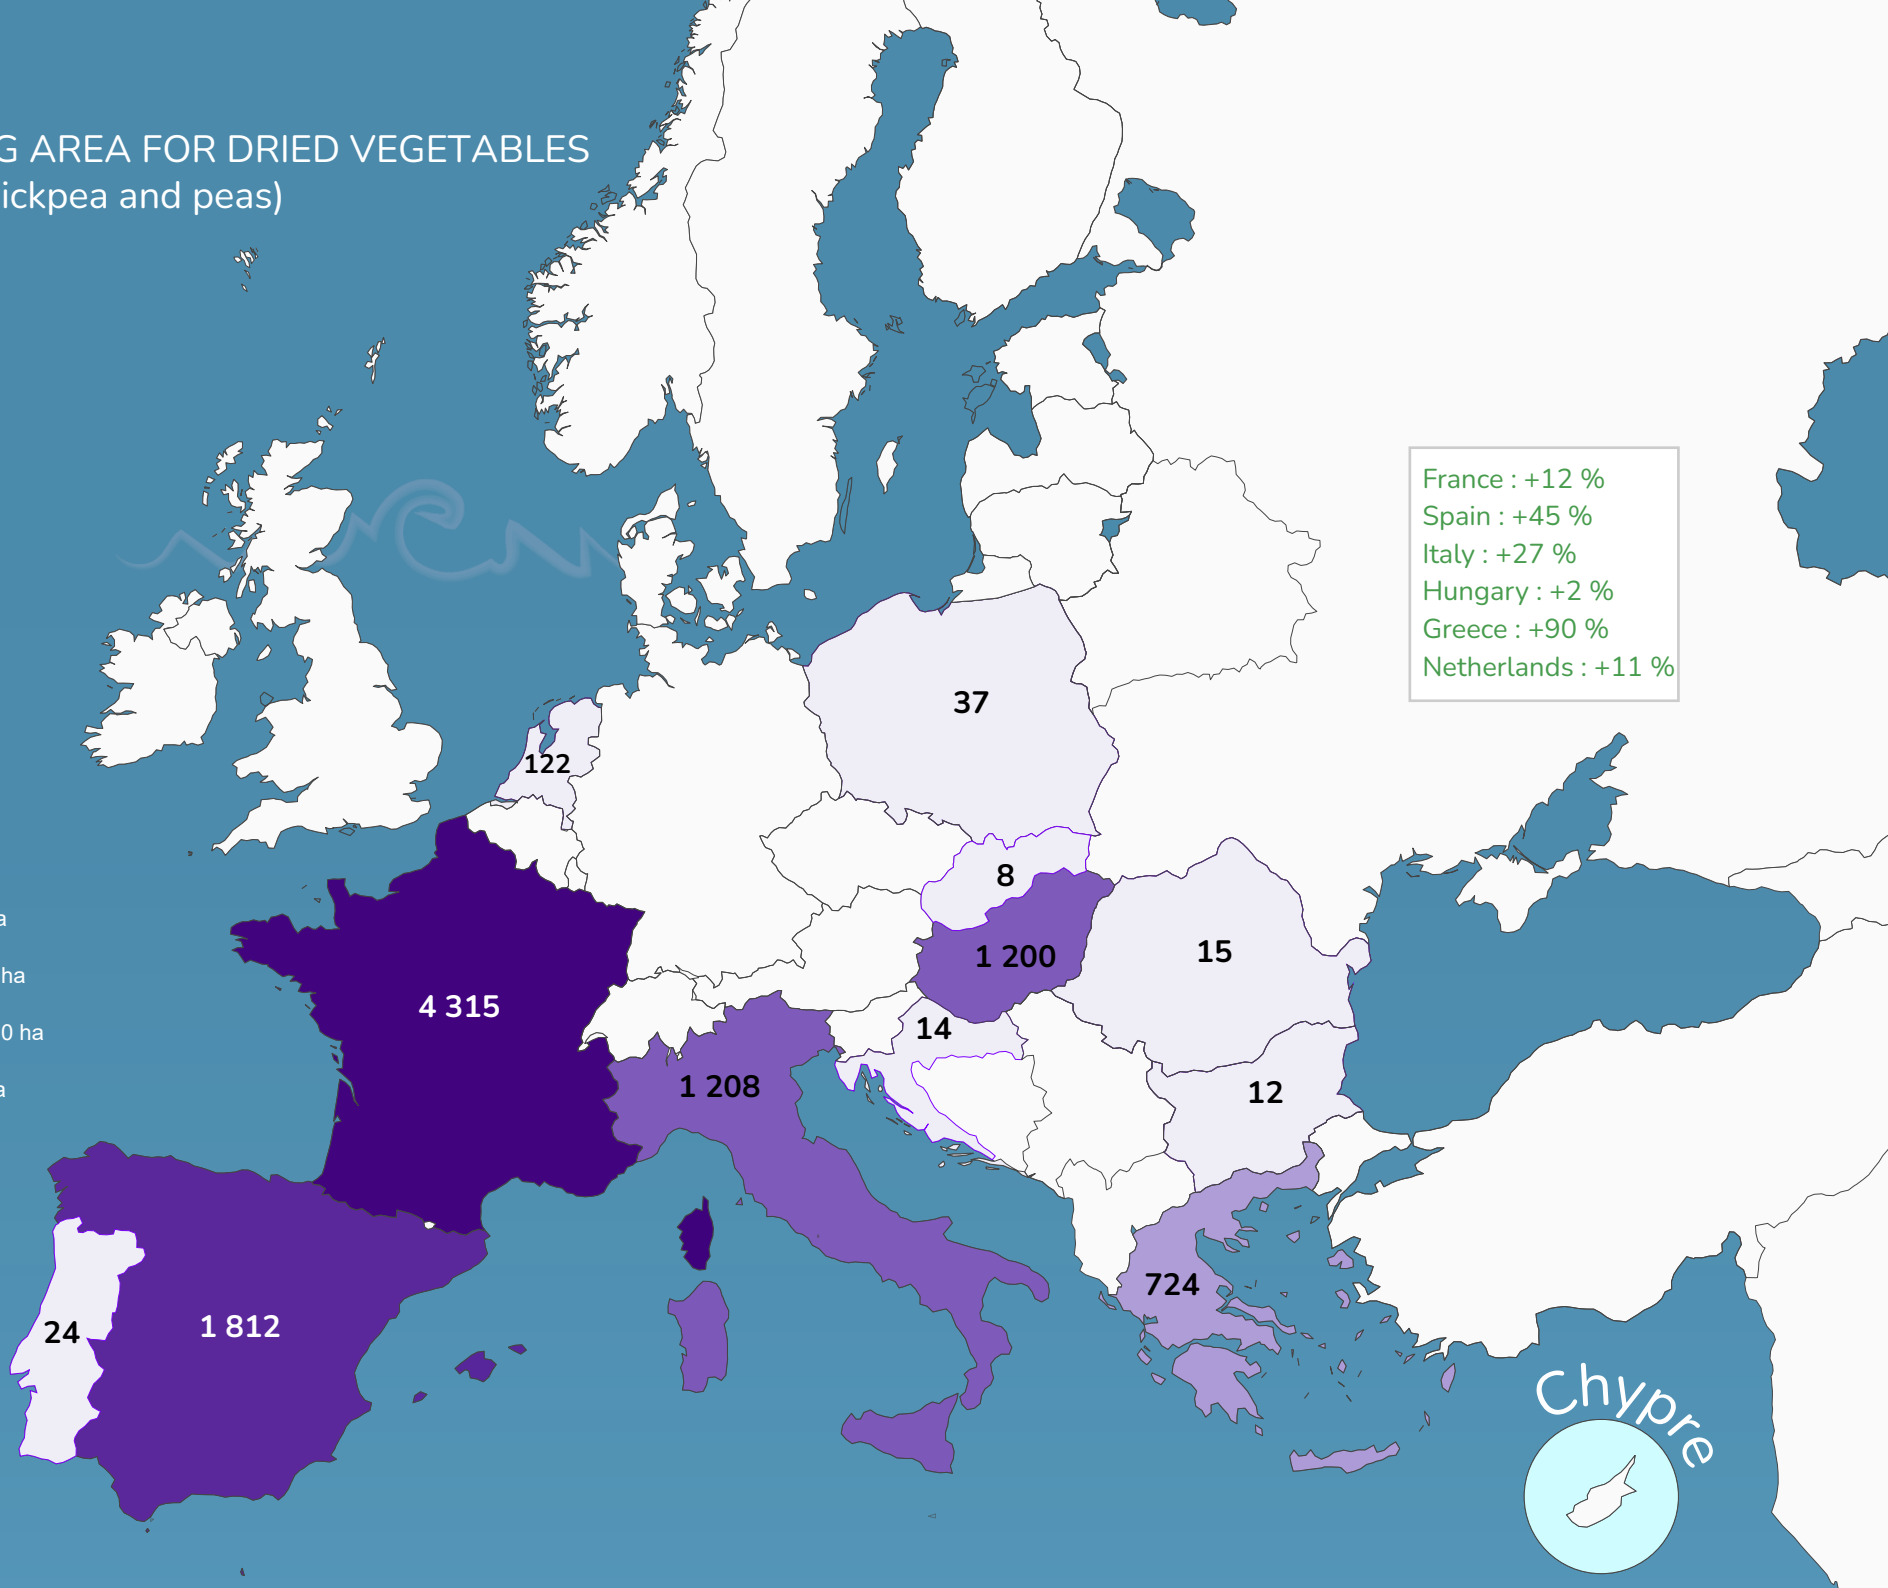 G AREA FOR DRIED VEGETABLES
ickpea and peas)
France : +12 %
Spain : +45 %
Italy : +27 %
Hungary : +2 %
Greece : +90 %
Netherlands : +11 %
37
122
8
a
1 200
15
ha
4 315
14
0 ha
1 208
12
a
724
1 812
24
Chypre